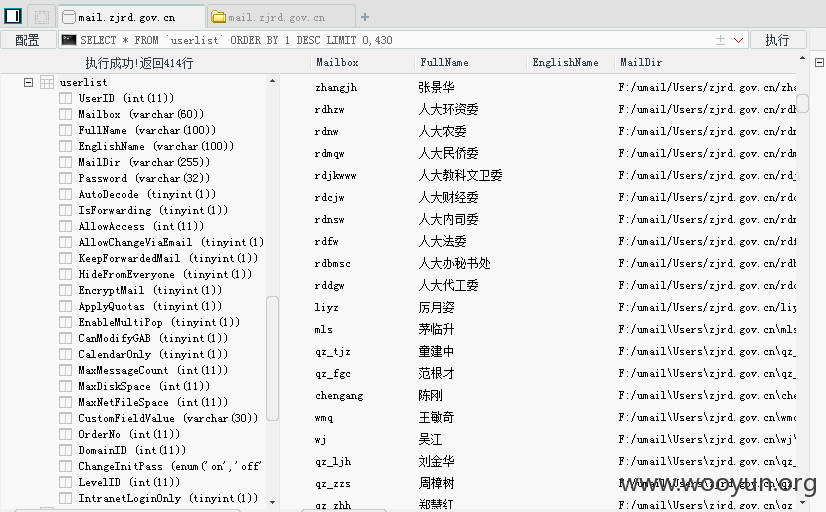 mail.zjrd.gov.cn mail.zjrd.gov.cn +
配置 SELECT * FROM `userlist` ORDER BY 1 DESC LIMIT 0,430 执行
执行成功!返回414行
userlist
UserID (int(11))
Mailbox (varchar(60))
FullName (varchar(100))
EnglishName (varchar(100))
MailDir (varchar(255))
Password (varchar(32))
AutoDecode (tinyint(1))
IsForwarding (tinyint(1))
AllowAccess (int(11))
AllowChangeViaEmail (tinyint(1)
KeepForwardedMail (tinyint(1))
HideFromEveryone (tinyint(1))
EncryptMail (tinyint(1))
ApplyQuotas (tinyint(1))
EnableMultiPop (tinyint(1))
CanModifyGAB (tinyint(1))
CalendarOnly (tinyint(1))
MaxMessageCount (int(11))
MaxDiskSpace (int(11))
MaxNetFileSpace (int(11))
CustomFieldValue (varchar(30))
OrderNo (int(11))
DomainID (int(11))
ChangeInitPass (enum('on','off'
LevelID (int(11))
IntranetLoginOnly (tinyint(1))
Mailbox FullName EnglishName MailDir
zhangjh 张景华 F:/umail/Users/zjrd.gov.cn/zha
rdhzw 人大环资委 F:/umail/Users/zjrd.gov.cn/rdh
rdnw 人大农委 F:/umail/Users/zjrd.gov.cn/rdn
rdmqw 人大民侨委 F:/umail/Users/zjrd.gov.cn/rdm
rdjkwww 人大教科文卫委 F:/umail/Users/zjrd.gov.cn/rdj
rdcjw 人大财经委 F:/umail/Users/zjrd.gov.cn/rdc
rdnsw 人大内司委 F:/umail/Users/zjrd.gov.cn/rdn
rdfw 人大法委 F:/umail/Users/zjrd.gov.cn/rdf
rdbmsc 人大办秘书处 F:/umail/Users/zjrd.gov.cn/rdb
rddgw 人大代工委 F:/umail/Users/zjrd.gov.cn/rdd
liyz 厉月姿 F:/umail/Users/zjrd.gov.cn/liy
mls 茅临升 F:/umail\Users\zjrd.gov.cn\mls
qz_tjz 童建中 F:/umail\Users\zjrd.gov.cn\qz_
qz_fgc 范根才 F:/umail\Users\zjrd.gov.cn\qz_
chengang 陈刚 F:/umail\Users\zjrd.gov.cn\che
wmq 王敏奇 F:/umail\Users\zjrd.gov.cn\wmq
wj 吴江 F:/umail\Users\zjrd.gov.cn\wj\
qz_ljh 刘金华 F:/umail\Users\zjrd.gov.cn\qz_
qz_zzs 周樟树 F:/umail\Users\zjrd.gov.cn\qz_
qz_zhh 郑慧红 F:/umail\Users\zjrd.gov.cn\qz_
www.wooyun.org